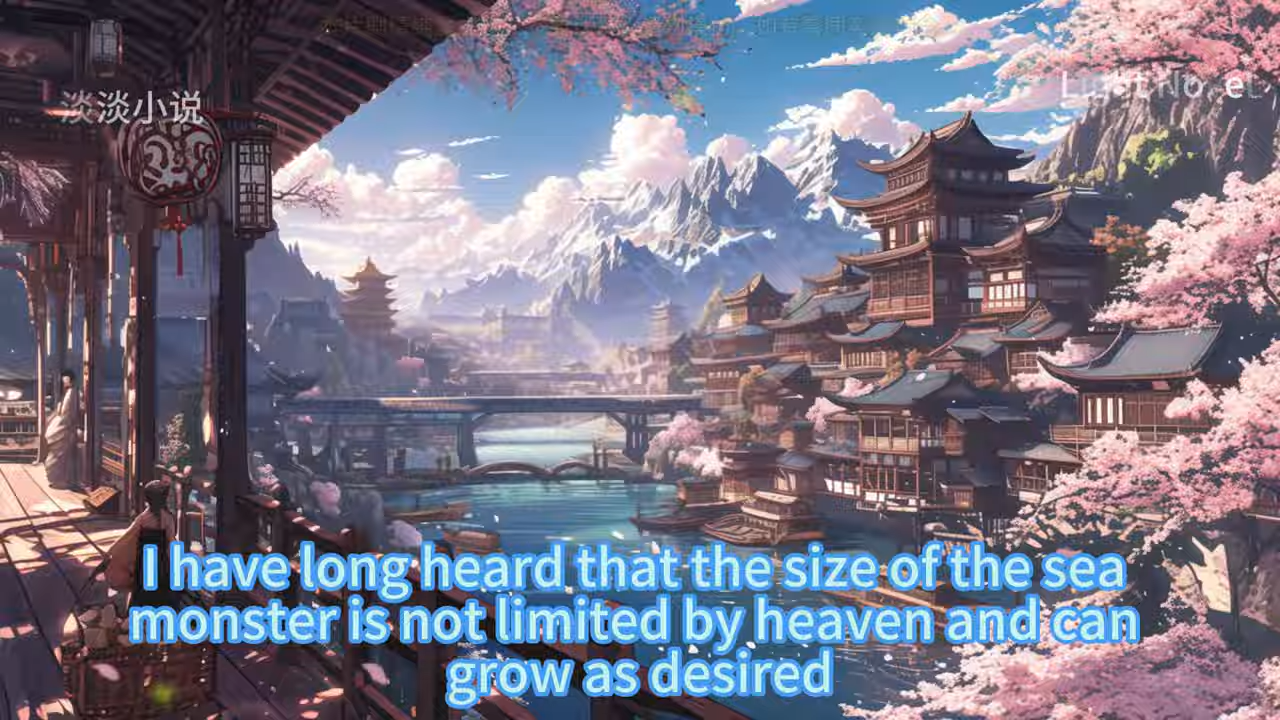 淡淡小说
I have long heard that the size of the sea
monster is not limited by heaven and can
grow as desired